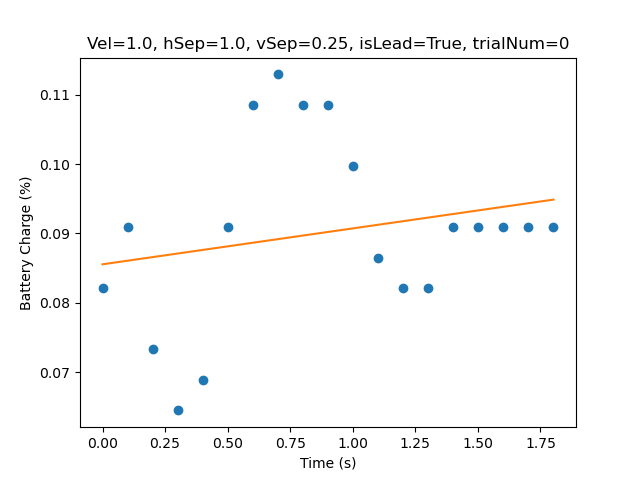 Vel=1.0, hSep=1.0, vSep=0.25, isLead=True, trialNum=0
0.11
0.10
0.09
0.08
0.07
Battery Charge (%)
0.00 0.25 0.50 0.75 1.00 1.25 1.50 1.75
Time (s)